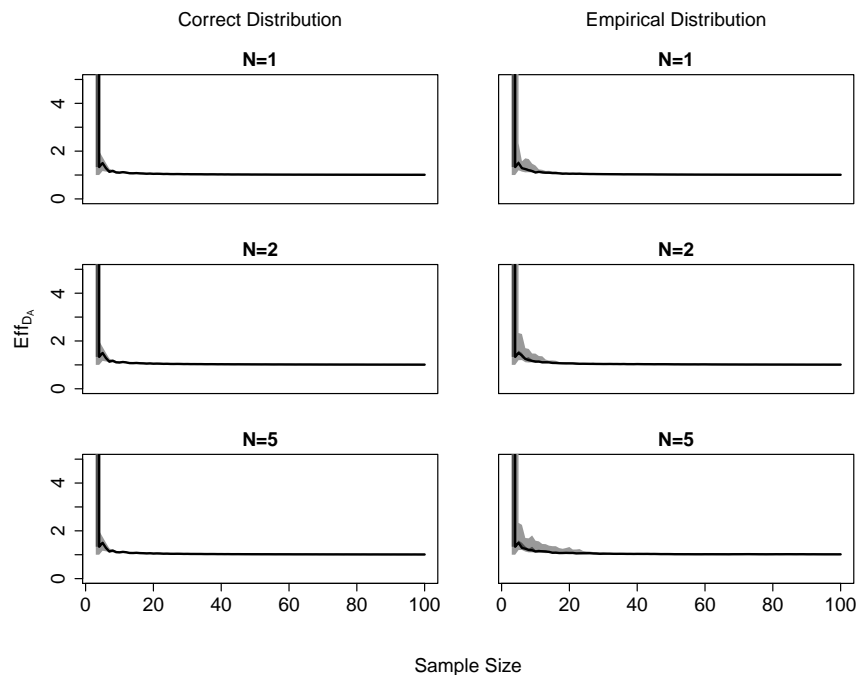 Correct Distribution Empirical Distribution
N=1 N=1
0 2 4
N=2 N=2
0 2 4
Eff_{D_A}
N=5 N=5
0 2 4
0 20 40 60 80 100 0 20 40 60 80 100
Sample Size